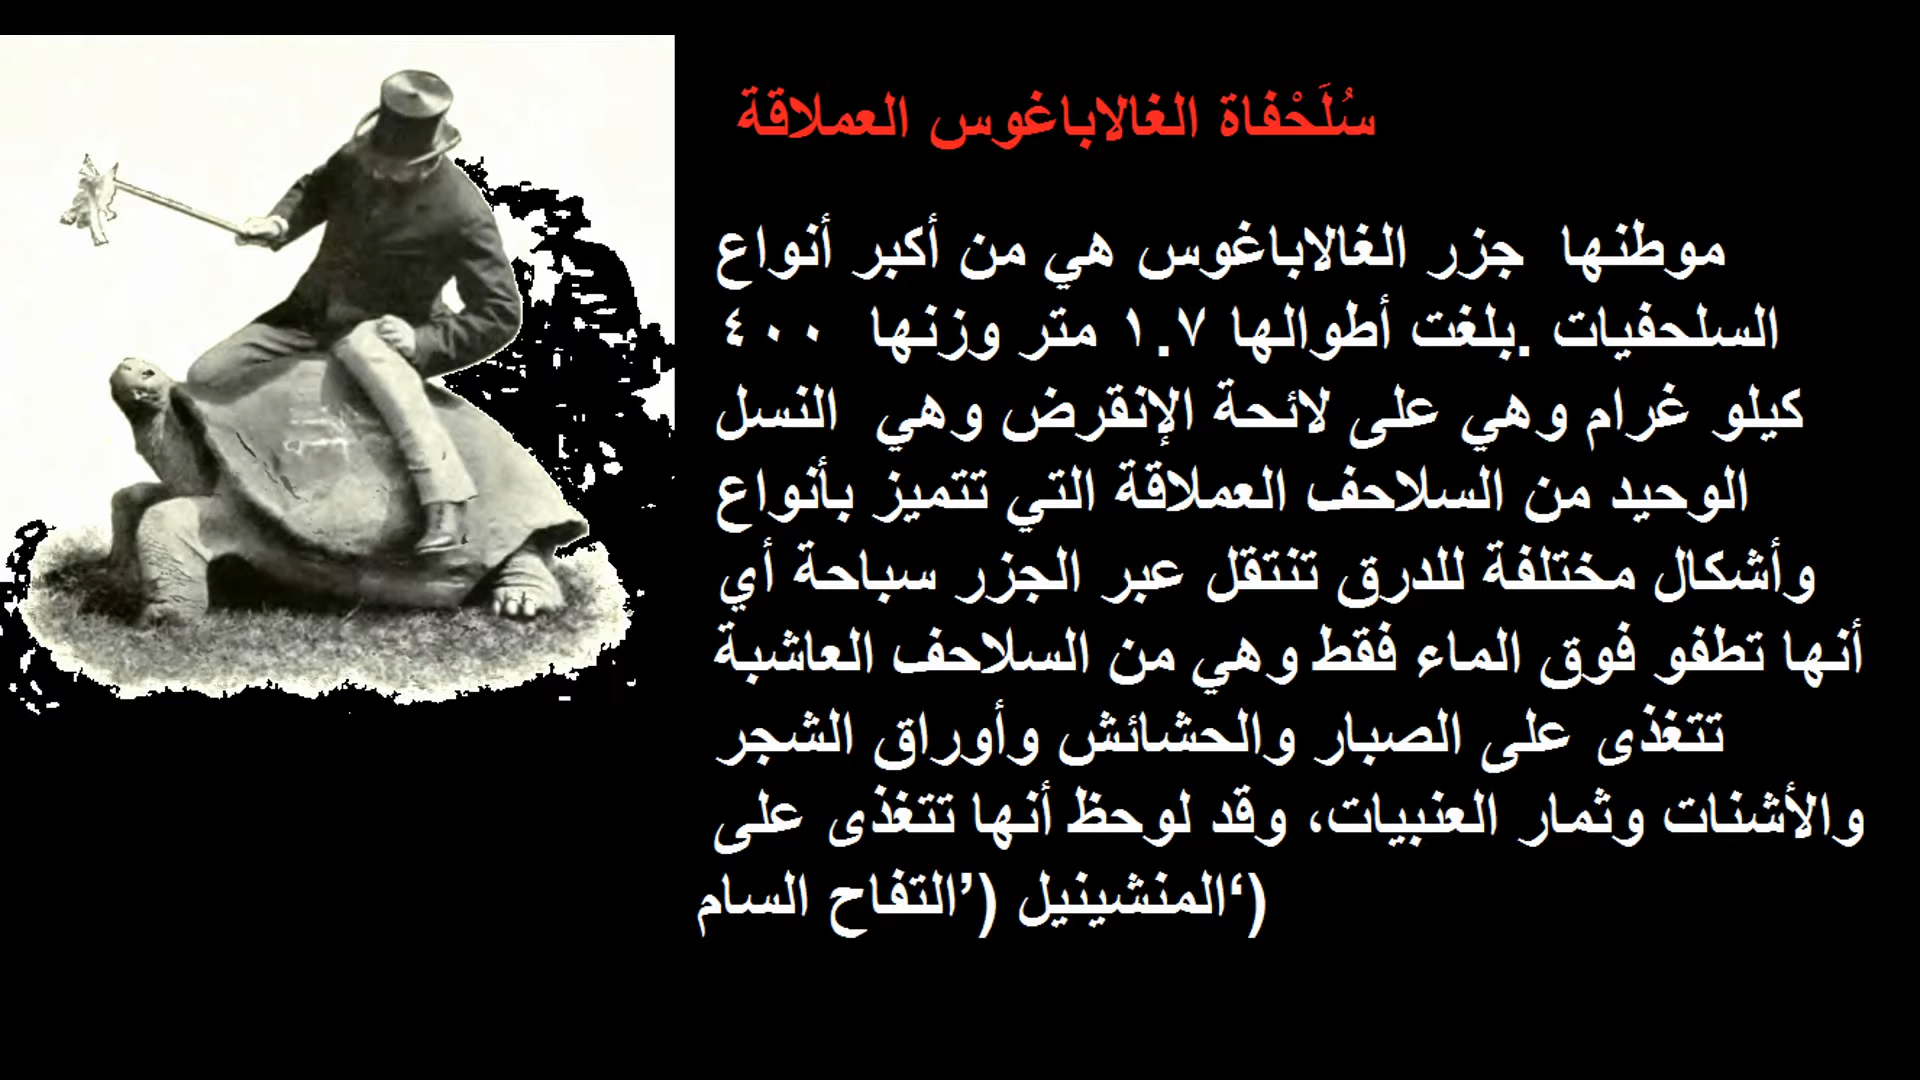 سُلَحْفاة الغالاباغوس العملاقة
موطنها جزر الغالاباغوس هي من أكبر أنواع
السلحفيات .بلغت أطوالها ١.٧ متر وزنها ٤٠٠
كيلو غرام وهي على لائحة الإنقرض وهي النسل
الوحيد من السلاحف العملاقة التي تتميز بأنواع
وأشكال مختلفة للدرق تنتقل عبر الجزر سباحة أي
أنها تطفو فوق الماء فقط وهي من السلاحف العاشبة
تتغذى على الصبار والحشائش وأوراق الشجر
والأشنات وثمار العنبيات، وقد لوحظ أنها تتغذى على
(‘المنشينيل (’التفاح السام